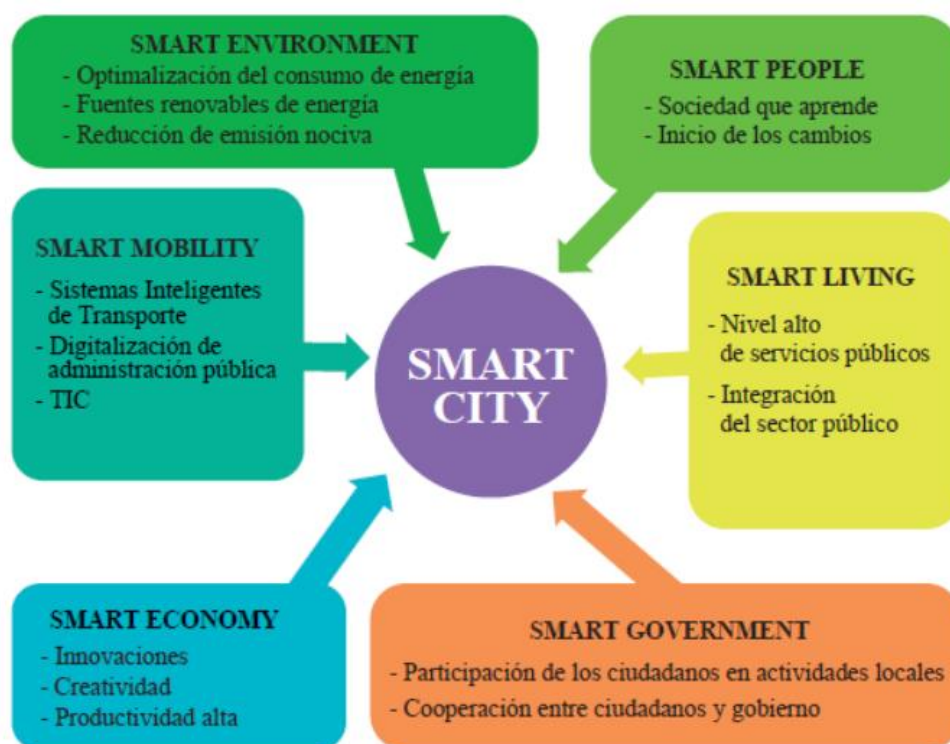 SMART ENVIRONMENT
- Optimalización del consumo de energía
- Fuentes renovables de energía
- Reducción de emisión nociva
SMART PEOPLE
- Sociedad que aprende
- Inicio de los cambios
SMART MOBILITY
- Sistemas Inteligentes
de Transporte
- Digitalización de
administración pública
- TIC
SMART
CITY
SMART LIVING
- Nivel alto
de servicios públicos
- Integración
del sector público
SMART ECONOMY
- Innovaciones
- Creatividad
- Productividad alta
SMART GOVERNMENT
- Participación de los ciudadanos en actividades locales
- Cooperación entre ciudadanos y gobierno